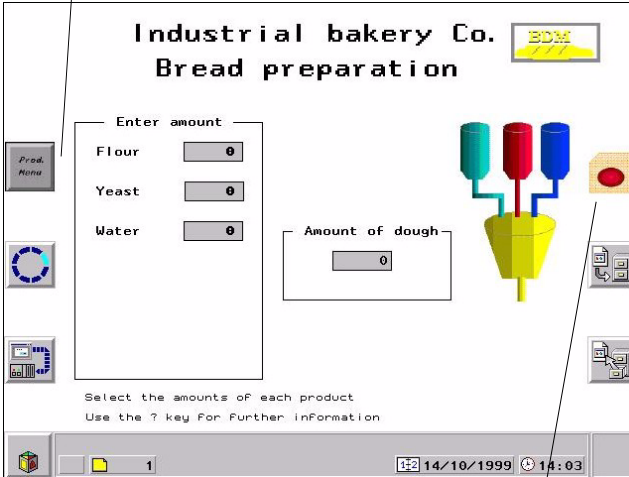 Industrial bakery Co.
BDM
Bread preparation
Enter amount
Flour 0
Yeast 0
Water 0
Prod.
Menu
Amount of dough
0
Select the amounts of each product
Use the ? key for further information
1
14/10/1999
14:03